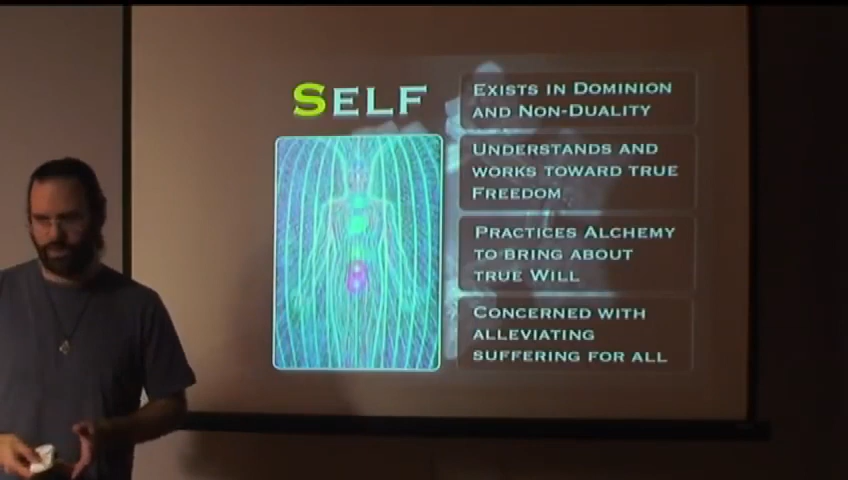 SELF
EXISTS IN DOMINION
AND NON-DUALITY
UNDERSTANDS AND
WORKS TOWARD TRUE
FREEDOM
PRACTICES ALCHEMY
TO BRING ABOUT
TRUE WILL
CONCERNED WITH
ALLEVIATING
SUFFERING FOR ALL